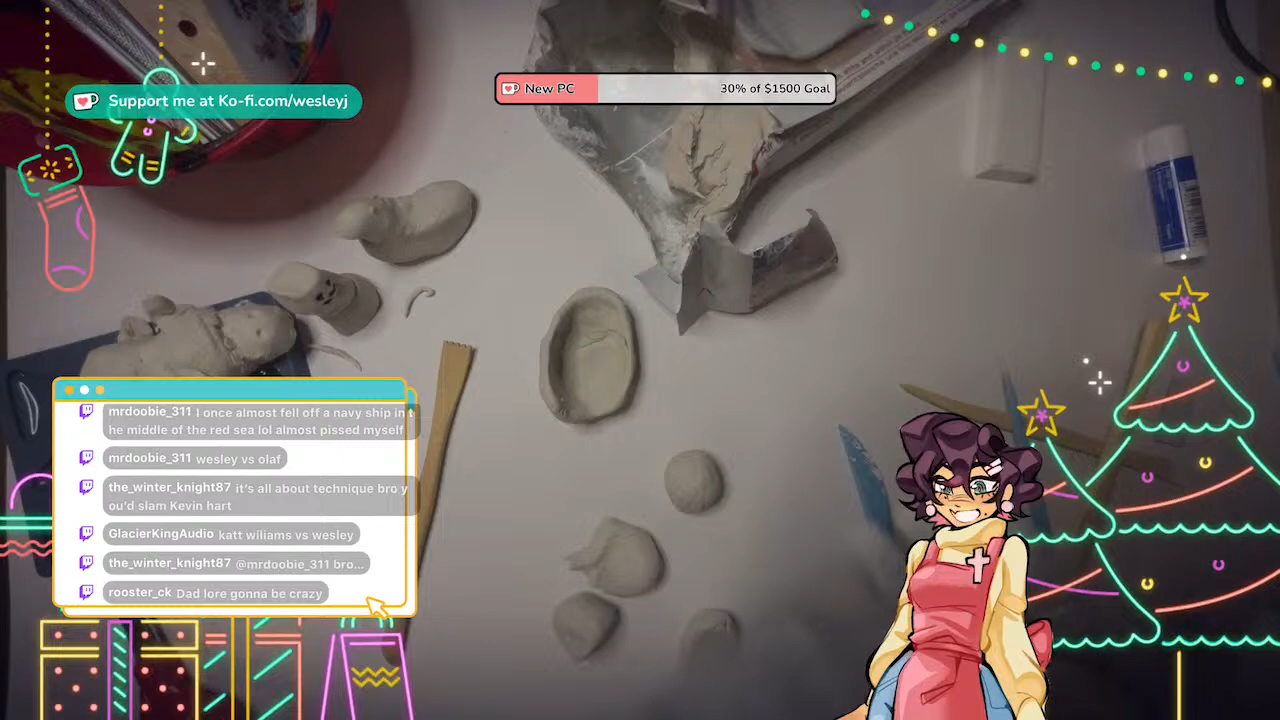 Support me at Ko-fi.com/wesleyj
New PC
30% of $1500 Goal
mrdoobie_311 I once almost fell off a navy ship in t
he middle of the red sea lol almost pissed myself
mrdoobie_311 wesley vs olaf
the_winter_knight87 it's all about technique bro y
ou'd slam Kevin hart
GlacierKingAudio katt wiliams vs wesley
the_winter_knight87 @mrdoobie_311 bro...
rooster_ck Dad lore gonna be crazy